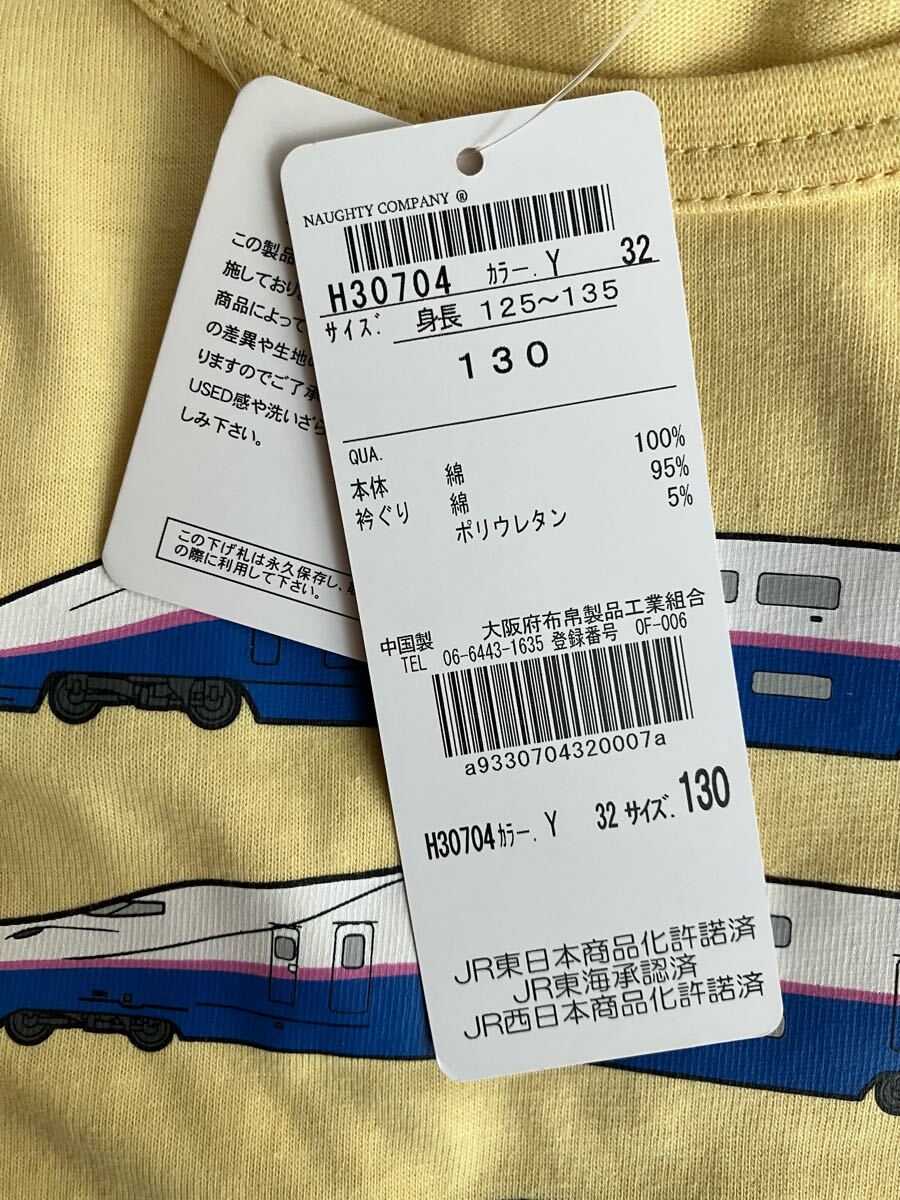 この製品
施しており
商品によって
の差異や生地
りますのでご了承
USED感や洗いざら
しみ下さい。
この下げ札は永久保存し、
の際に利用して下さい。
NAUGHTY COMPANY ®
H30704 カラー. Y 32
サイズ. 身長 125~135
130
QUA.
本体 綿 100%
衿ぐり 綿 95%
ポリウレタン 5%
中国製 大阪府布帛製品工業組合
TEL 06-6443-1635 登録番号 OF-006
a9330704320007a
H30704 カラー. Y 32 サイズ. 130
JR東日本商品化許諾済
JR東海承認済
JR西日本商品化許諾済